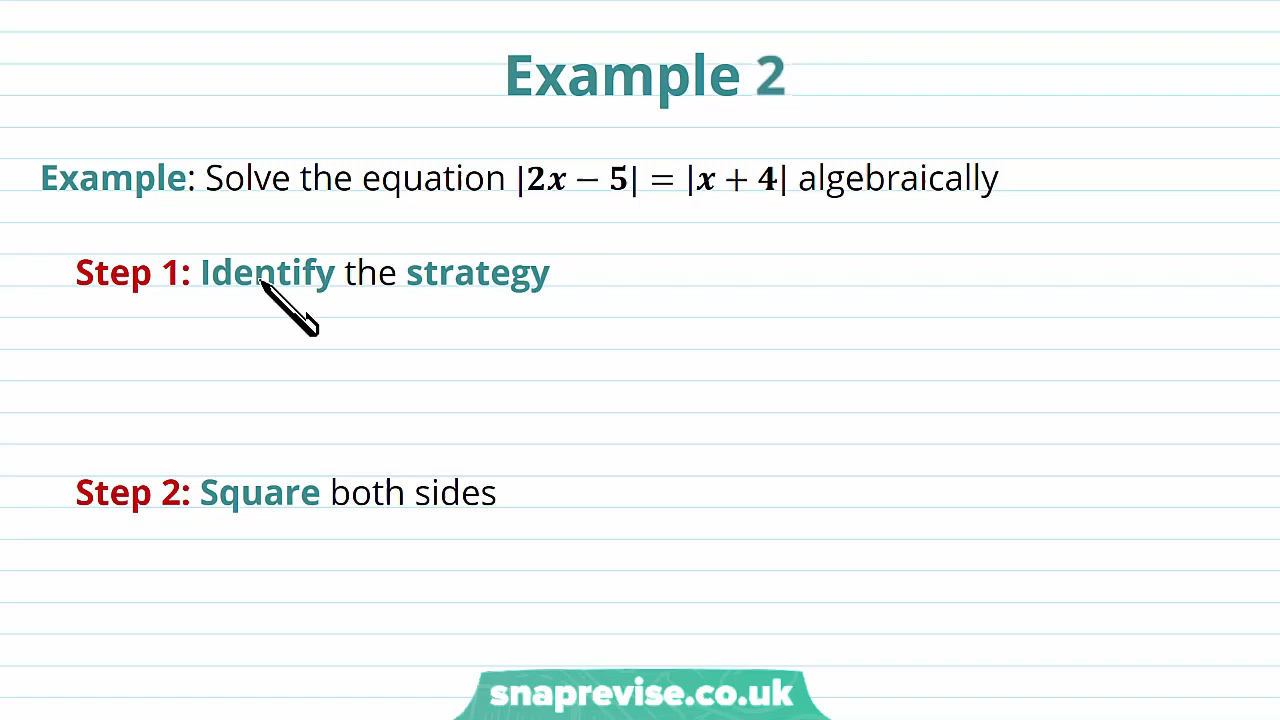 Example 2
Example: Solve the equation |2x − 5| = |x + 4| algebraically
Step 1: Identify the strategy
Step 2: Square both sides
snaprevise.co.uk